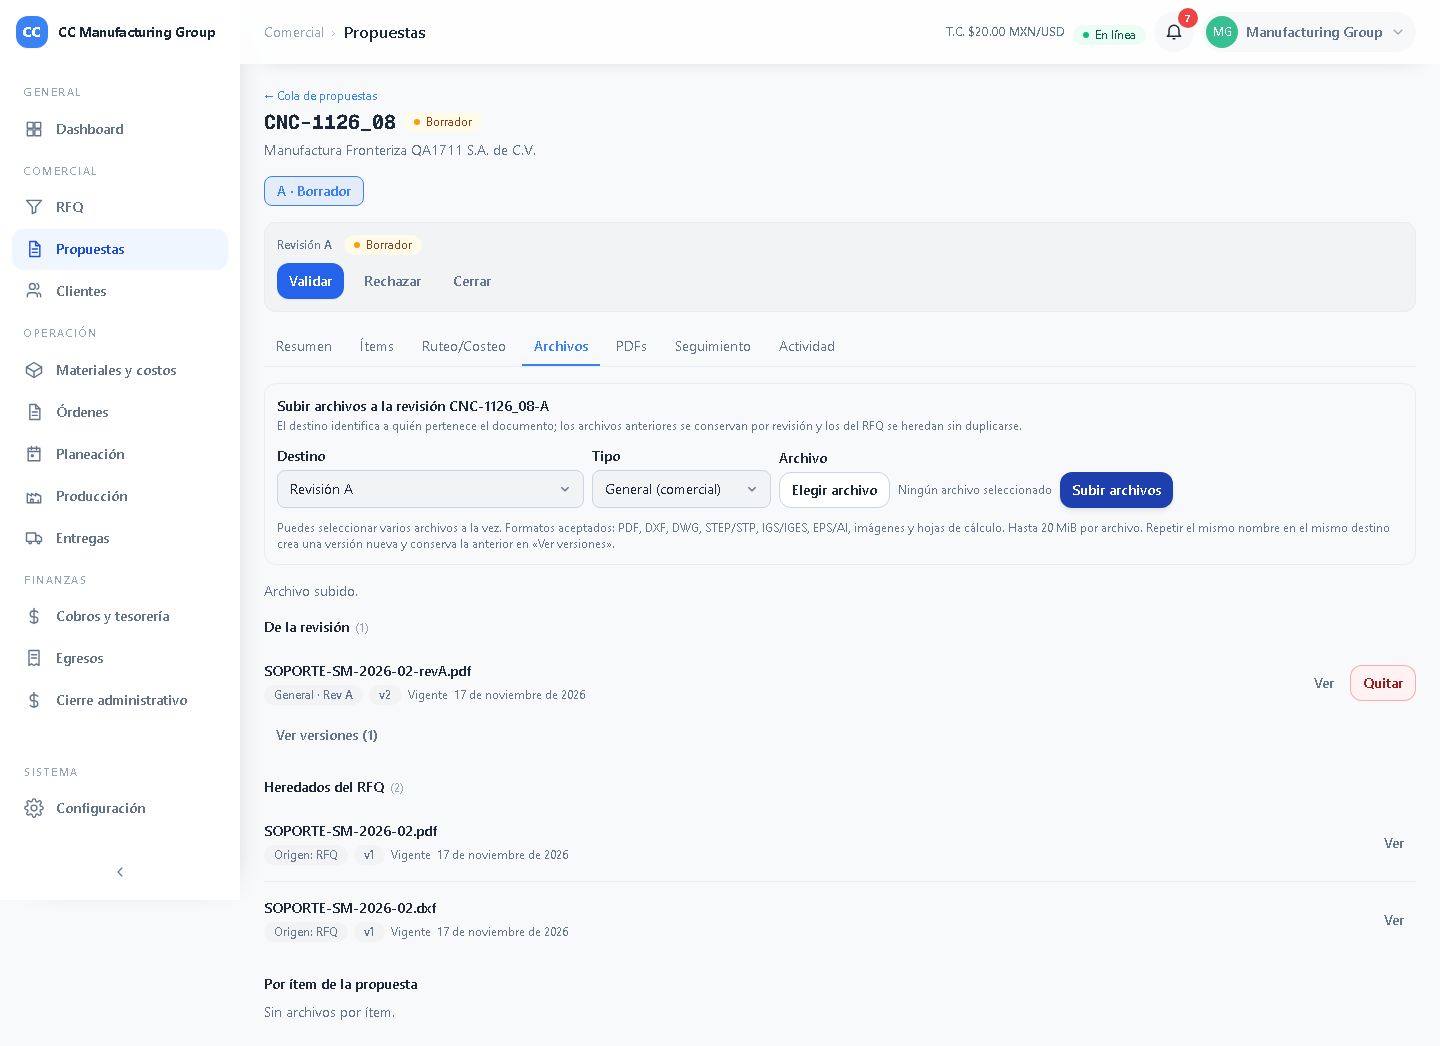 CC CC Manufacturing Group
GENERAL
Dashboard
COMERCIAL
RFQ
Propuestas
Clientes
OPERACIÓN
Materiales y costos
Órdenes
Planeación
Producción
Entregas
FINANZAS
Cobros y tesorería
Egresos
Cierre administrativo
SISTEMA
Configuración
Comercial › Propuestas
T.C. $20.00 MXN/USD
En línea
7
MG Manufacturing Group
← Cola de propuestas
CNC-1126_08 Borrador
Manufactura Fronteriza QA1711 S.A. de C.V.
A · Borrador
Revisión A Borrador
Validar Rechazar Cerrar
Resumen Ítems Ruteo/Costeo Archivos PDFs Seguimiento Actividad
Subir archivos a la revisión CNC-1126_08-A
El destino identifica a quién pertenece el documento; los archivos anteriores se conservan por revisión y los del RFQ se heredan sin duplicarse.
Destino Tipo Archivo
Revisión A General (comercial) Elegir archivo Ningún archivo seleccionado Subir archivos
Puedes seleccionar varios archivos a la vez. Formatos aceptados: PDF, DXF, DWG, STEP/STP, IGS/IGES, EPS/AI, imágenes y hojas de cálculo. Hasta 20 MiB por archivo. Repetir el mismo nombre en el mismo destino
crea una versión nueva y conserva la anterior en «Ver versiones».
Archivo subido.
De la revisión (1)
SOPORTE-SM-2026-02-revA.pdf
General · Rev A v2 Vigente 17 de noviembre de 2026
Ver Quitar
Ver versiones (1)
Heredados del RFQ (2)
SOPORTE-SM-2026-02.pdf
Origen: RFQ v1 Vigente 17 de noviembre de 2026
Ver
SOPORTE-SM-2026-02.dxf
Origen: RFQ v1 Vigente 17 de noviembre de 2026
Ver
Por ítem de la propuesta
Sin archivos por ítem.